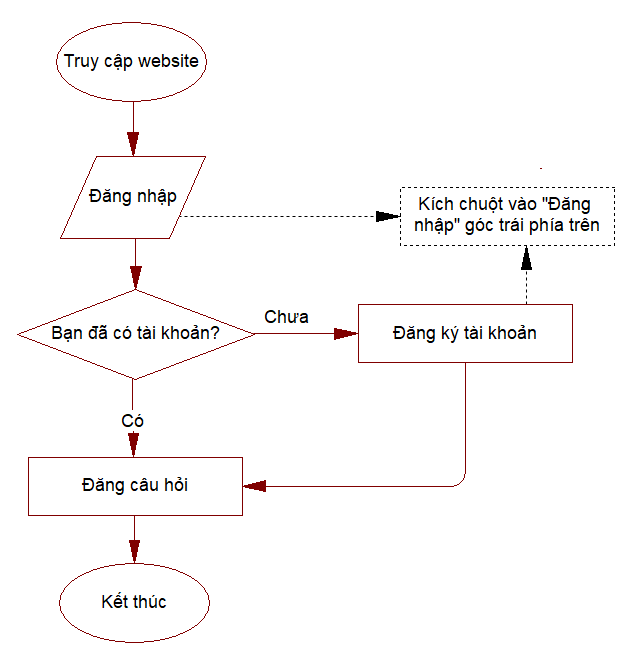 Truy cập website
Đăng nhập
Kích chuột vào "Đăng
nhập" góc trái phía trên
Bạn đã có tài khoản?
Chưa
Đăng ký tài khoản
Có
Đăng câu hỏi
Kết thúc